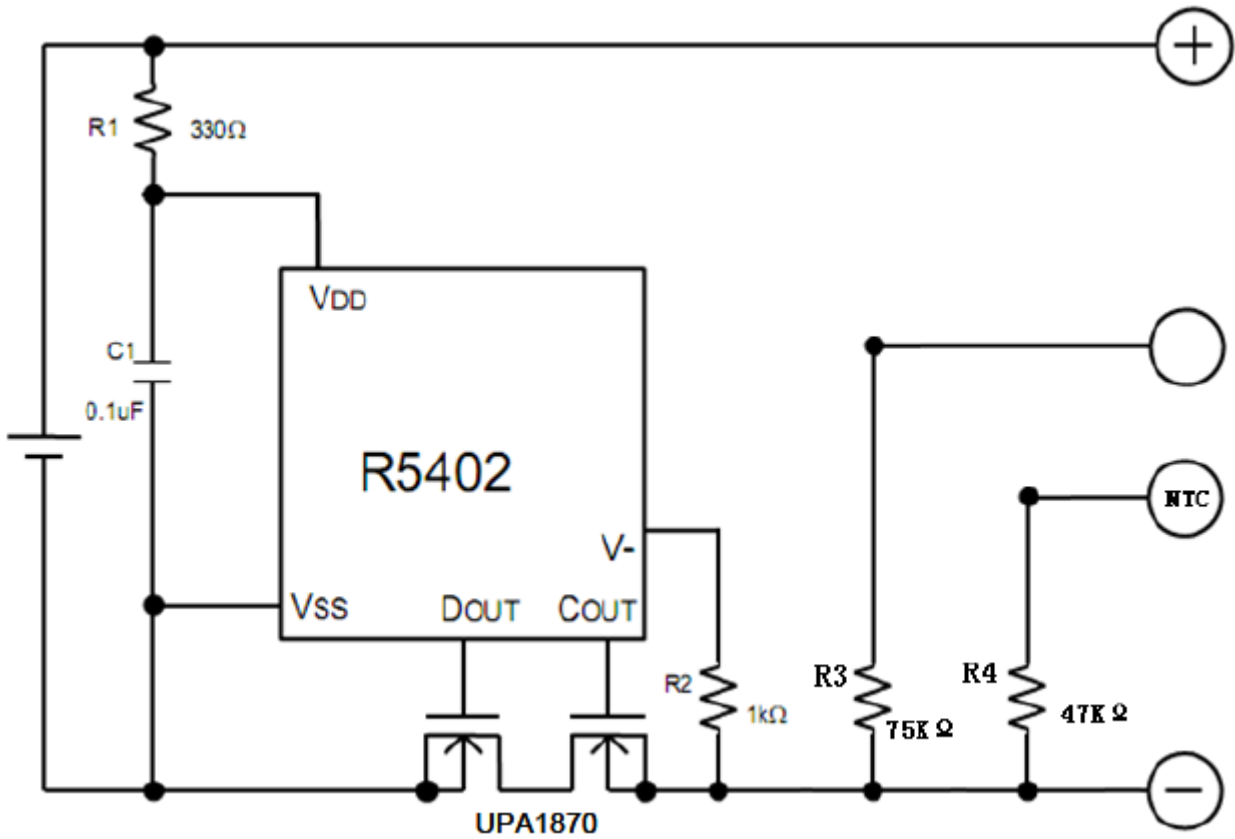 +
R1
330Ω
VDD
C1
0.1uF
R5402
NTC
V-
VSS
DOUT
COUT
R2
1kΩ
R3
75KΩ
R4
47KΩ
−
UPA1870